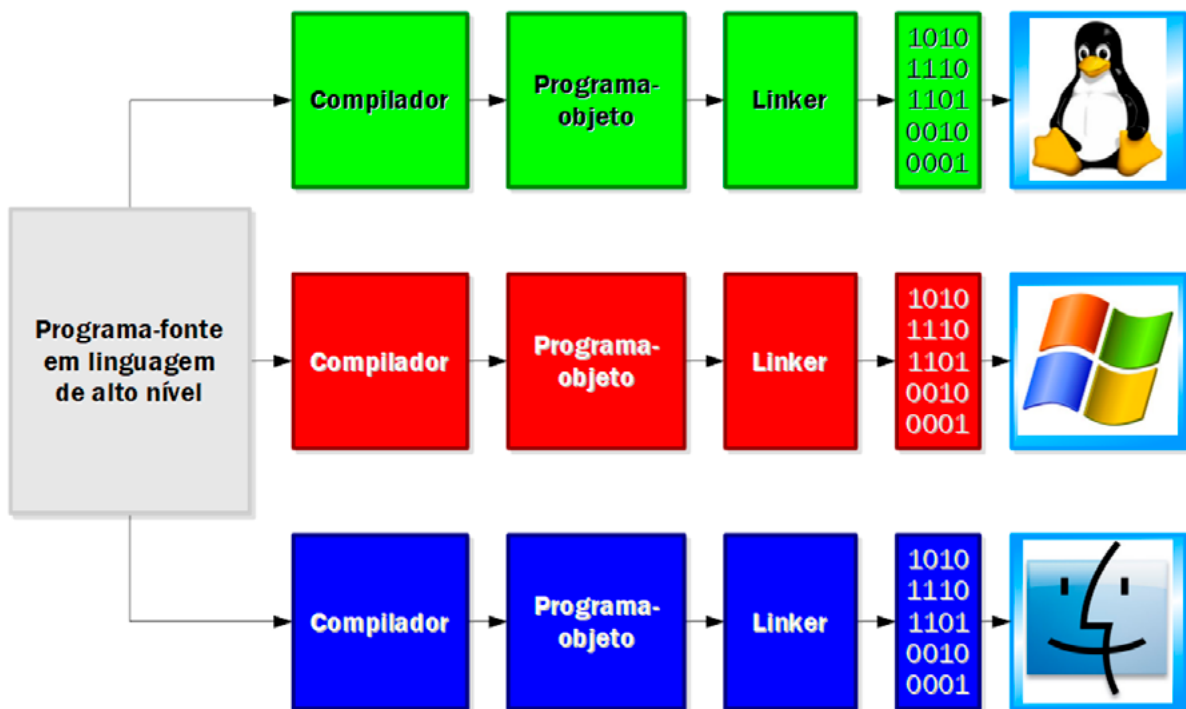 Programa-fonte
em linguagem
de alto nível
Compilador
Programa-
objeto
Linker
1010
1110
1101
0010
0001
Compilador
Programa-
objeto
Linker
1010
1110
1101
0010
0001
Compilador
Programa-
objeto
Linker
1010
1110
1101
0010
0001